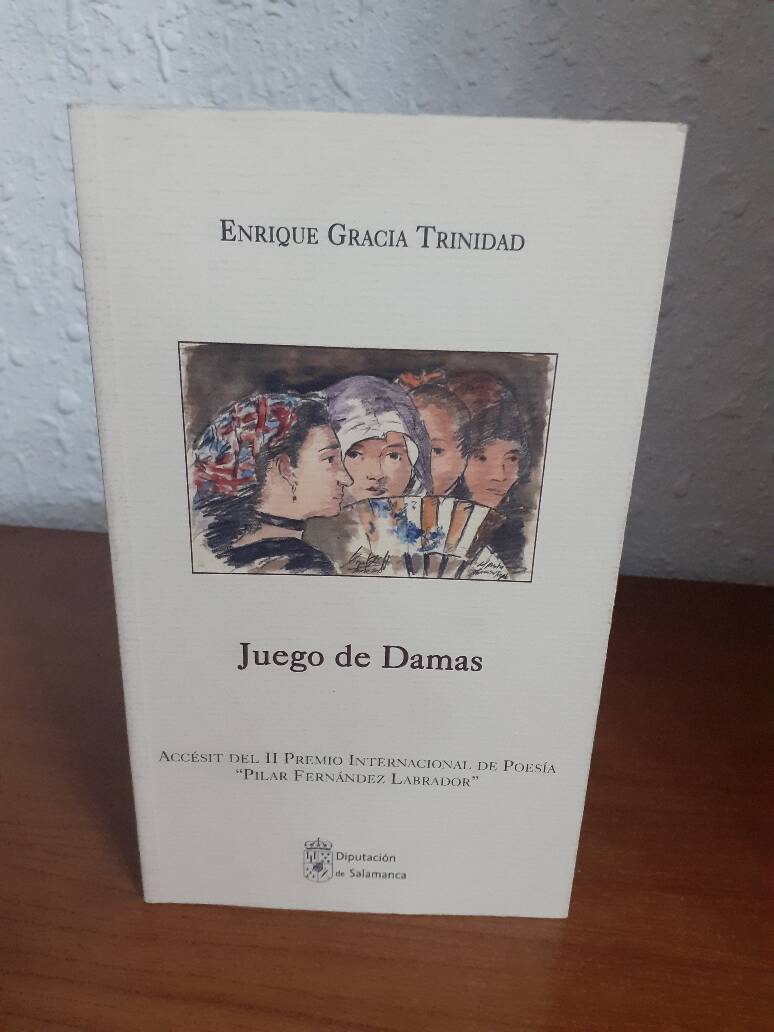 ENRIQUE GRACIA TRINIDAD
Juego de Damas
ACCÉSIT DEL II PREMIO INTERNACIONAL DE POESÍA
“PILAR FERNÁNDEZ LABRADOR”
Diputación
de Salamanca